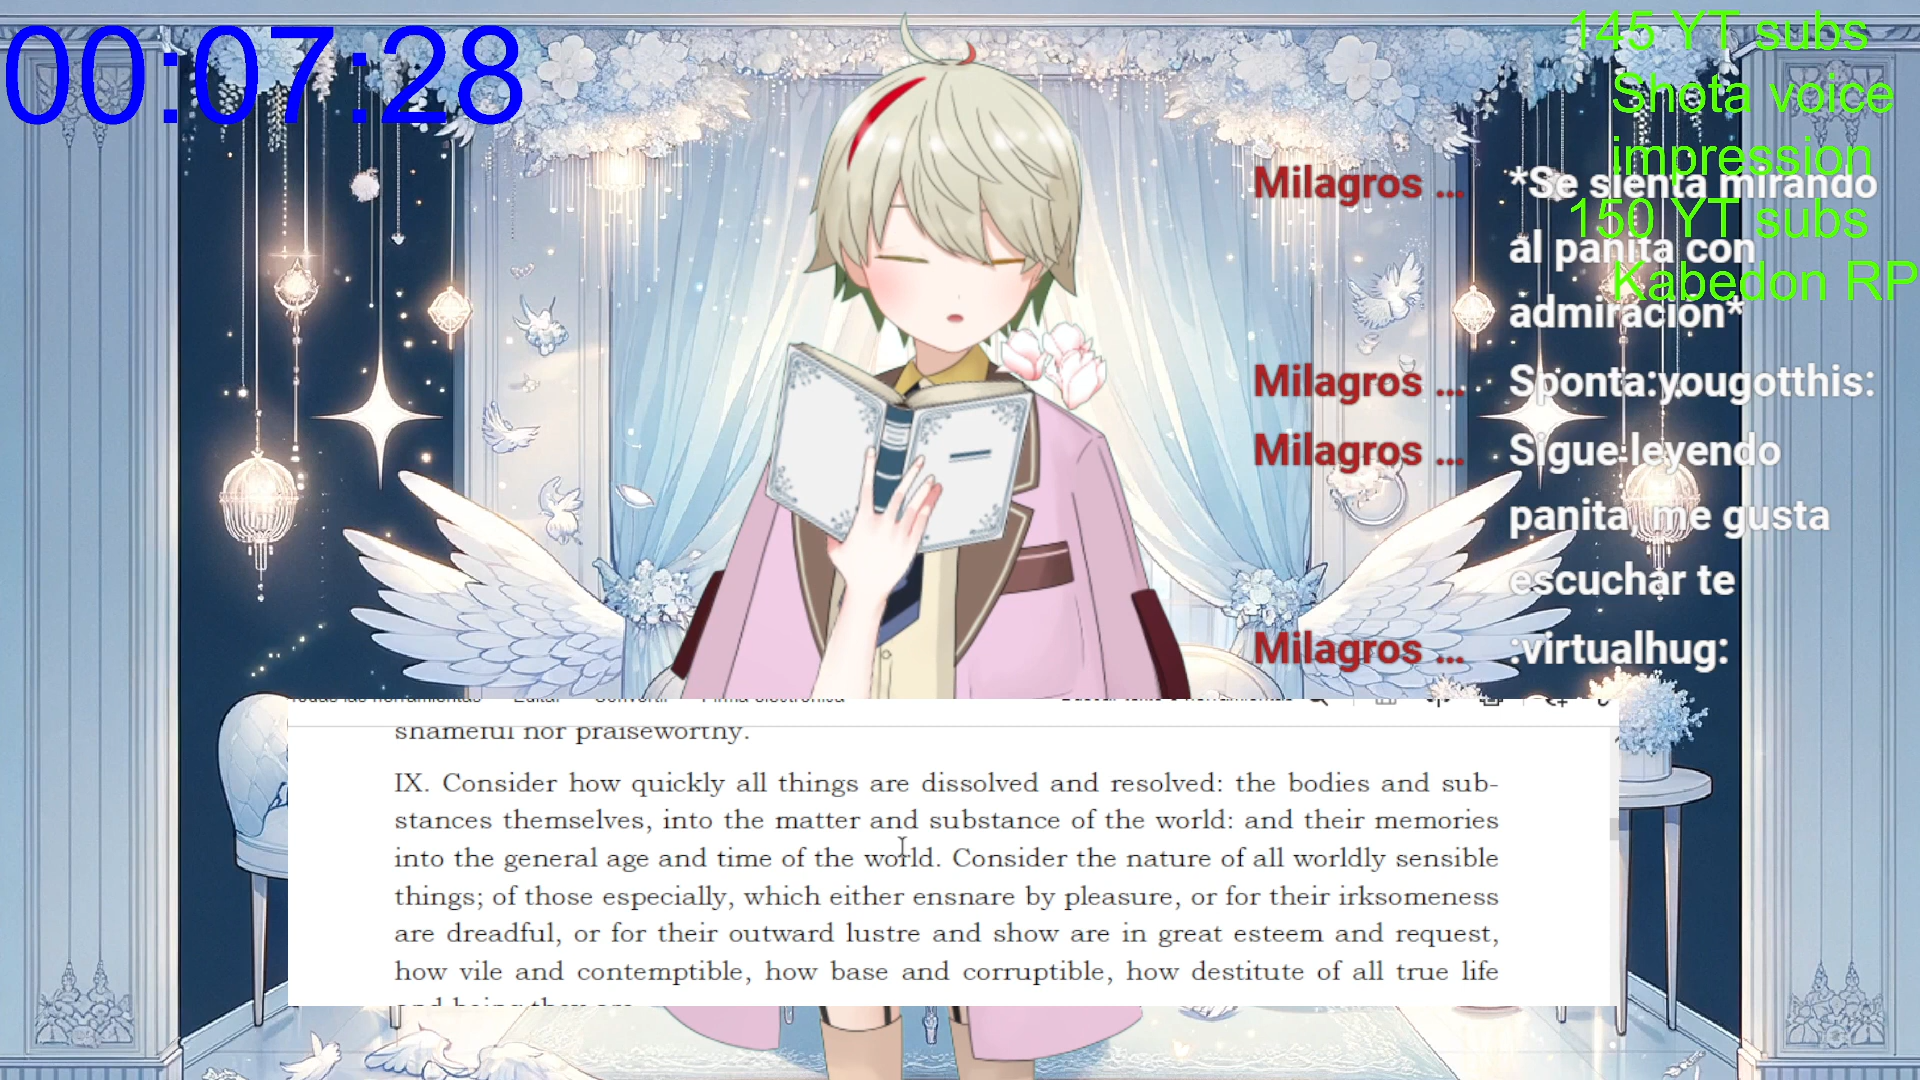 00:07:28
145 YT subs
Shota voice
impression
150 YT subs
Kabedon RP
Milagros ... *Se sienta mirando
al panita con
admiración*
Milagros ... Sponta:yougotthis:
Milagros ... Sigue leyendo
panita, me gusta
escuchar te
Milagros ... :virtualhug:
shameful nor praiseworthy.
IX. Consider how quickly all things are dissolved and resolved: the bodies and sub-
stances themselves, into the matter and substance of the world: and their memories
into the general age and time of the world. Consider the nature of all worldly sensible
things; of those especially, which either ensnare by pleasure, or for their irksomeness
are dreadful, or for their outward lustre and show are in great esteem and request,
how vile and contemptible, how base and corruptible, how destitute of all true life
and being they are.